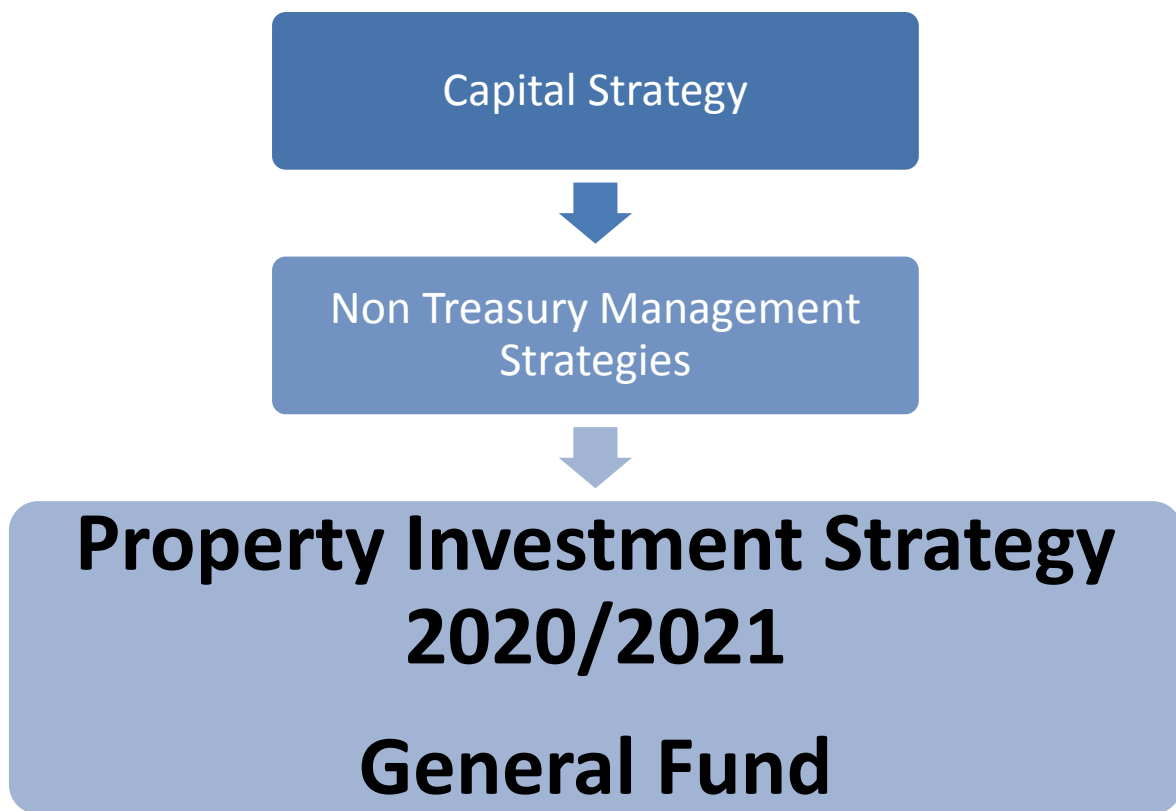 Capital Strategy
Non Treasury Management
Strategies
Property Investment Strategy
2020/2021
General Fund